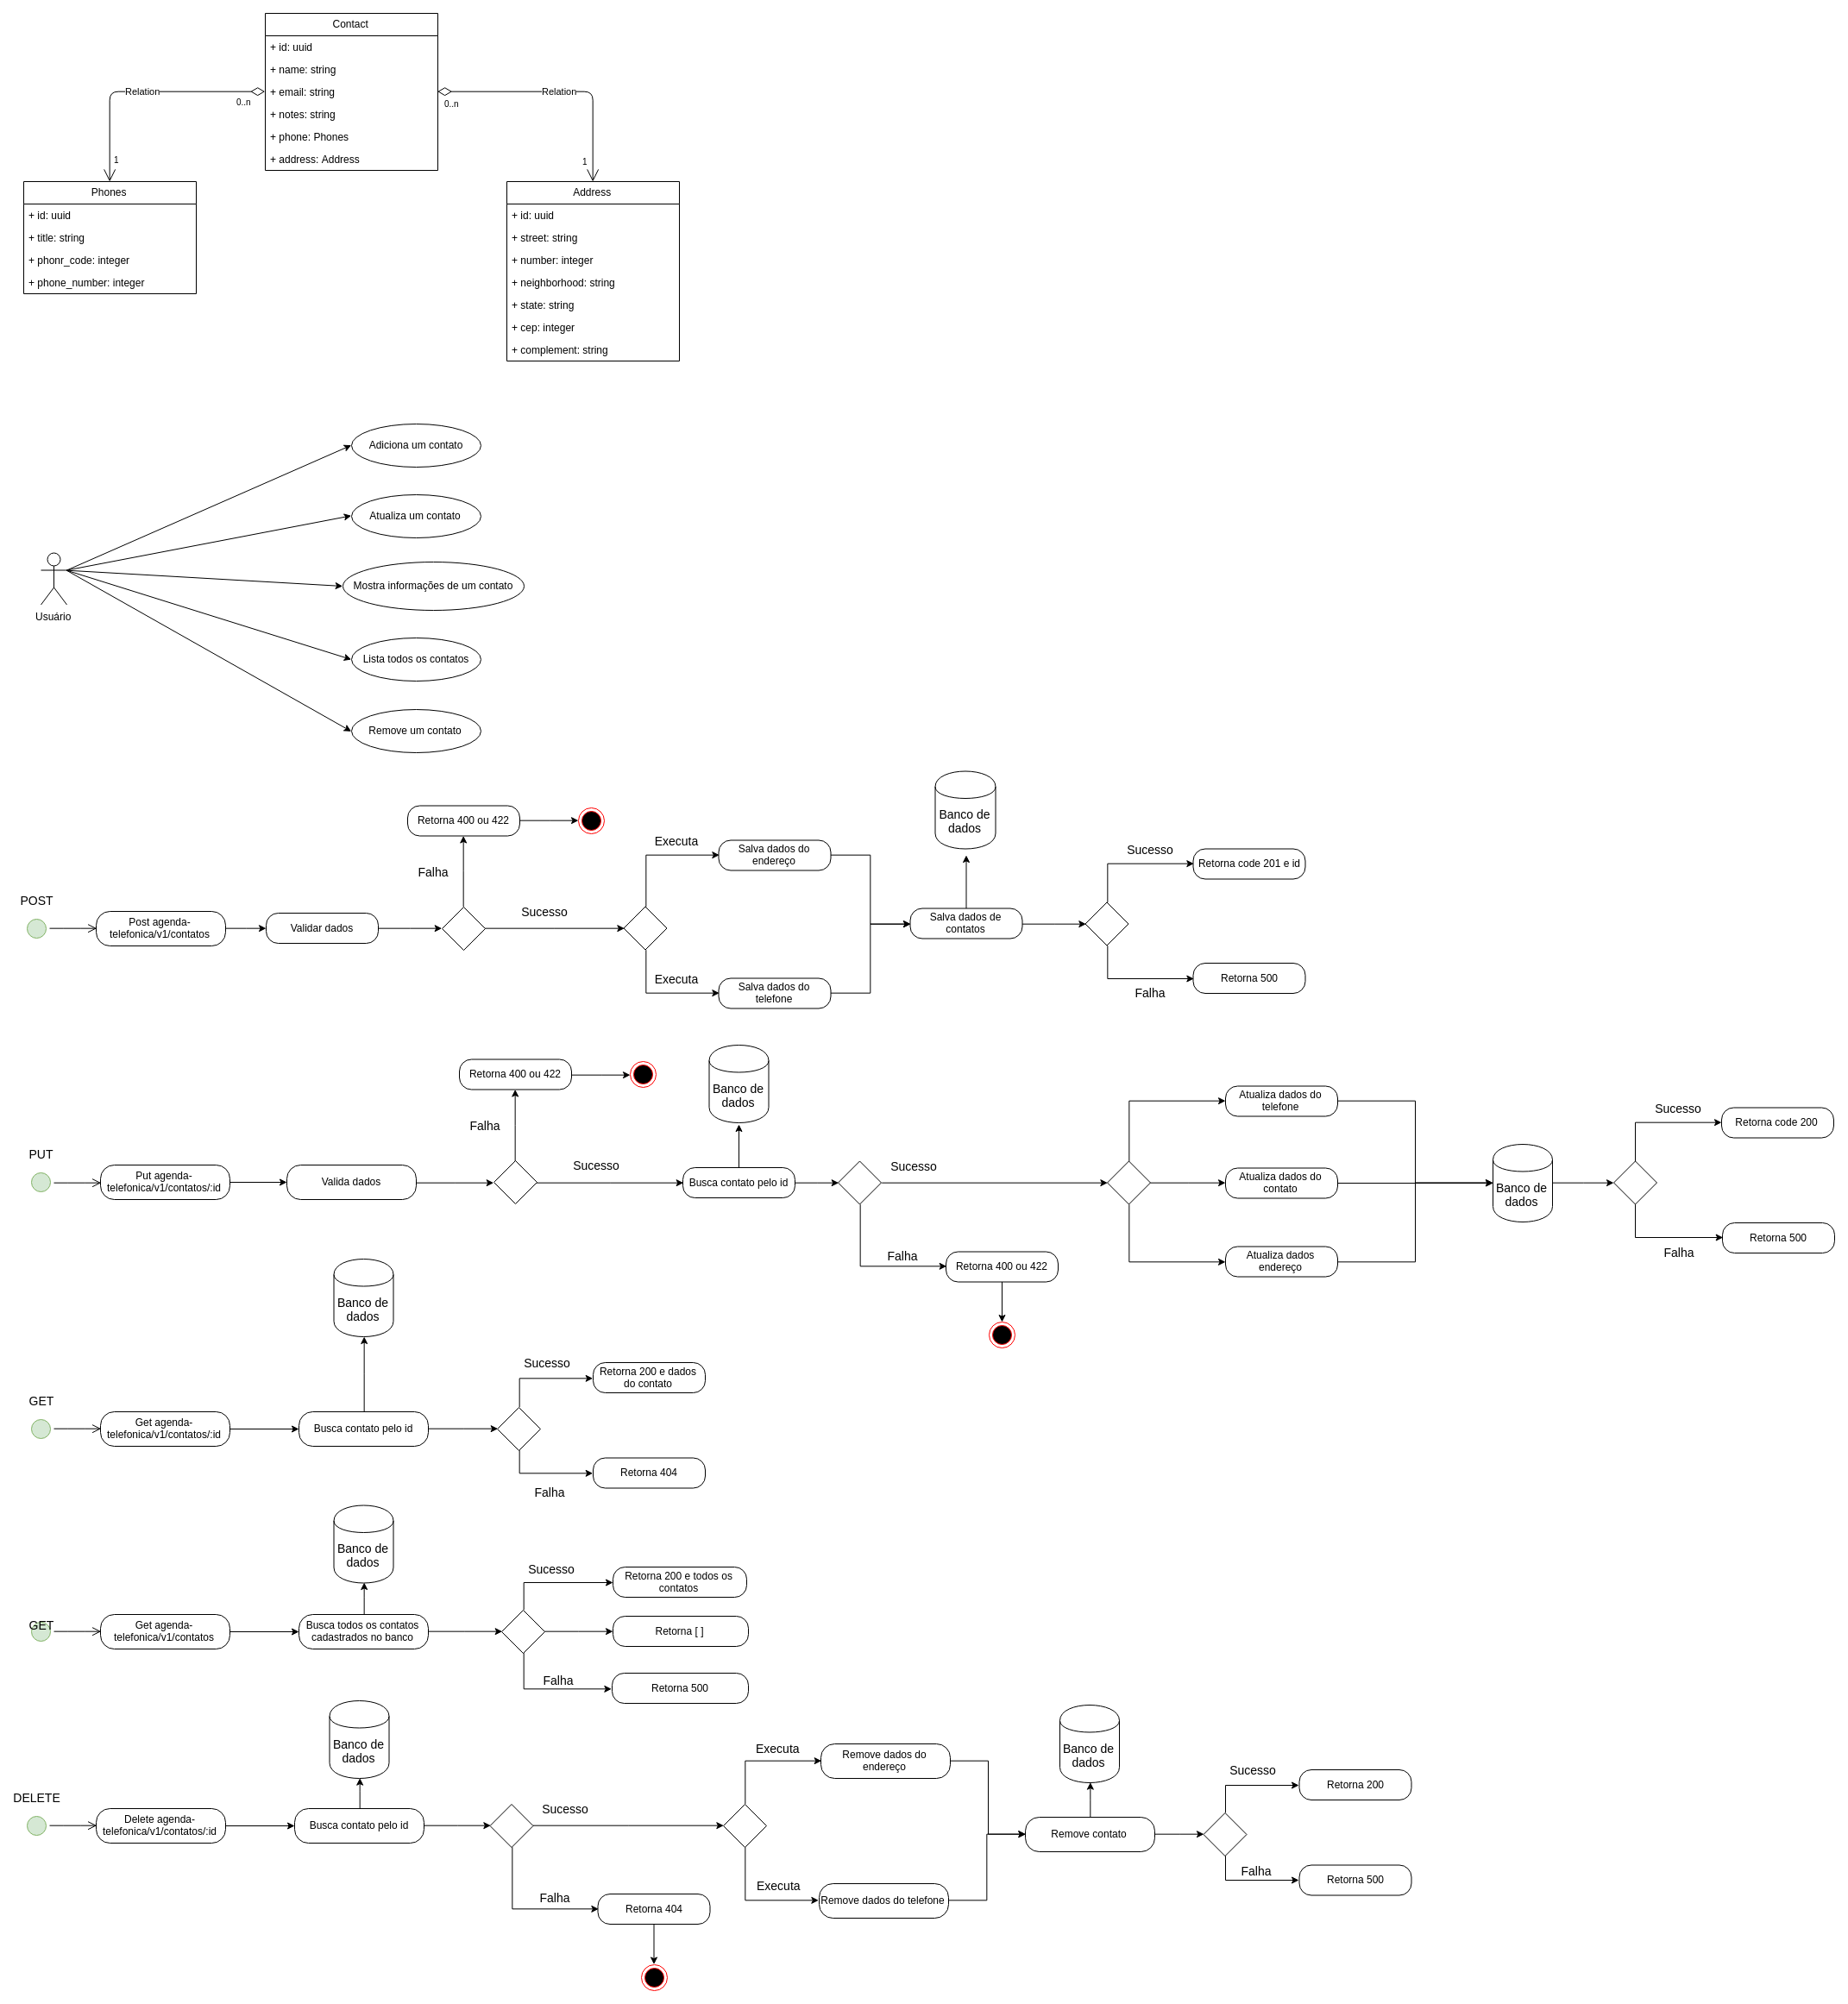 Contact
+ id: uuid
+ name: string
+ email: string
+ notes: string
+ phone: Phones
+ address: Address
Relation
0..n
1
Relation
0..n
1
Phones
+ id: uuid
+ title: string
+ phonr_code: integer
+ phone_number: integer
Address
+ id: uuid
+ street: string
+ number: integer
+ neighborhood: string
+ state: string
+ cep: integer
+ complement: string
Usuário
Adiciona um contato
Atualiza um contato
Mostra informações de um contato
Lista todos os contatos
Remove um contato
POST
Post agenda-
telefonica/v1/contatos
Validar dados
Falha
Retorna 400 ou 422
Sucesso
Executa
Salva dados do
endereço
Executa
Salva dados do
telefone
Salva dados de
contatos
Banco de
dados
Sucesso
Retorna code 201 e id
Falha
Retorna 500
PUT
Put agenda-
telefonica/v1/contatos/:id
Valida dados
Falha
Retorna 400 ou 422
Sucesso
Busca contato pelo id
Banco de
dados
Sucesso
Falha
Retorna 400 ou 422
Atualiza dados do
telefone
Atualiza dados do
contato
Atualiza dados
endereço
Banco de
dados
Sucesso
Retorna code 200
Falha
Retorna 500
GET
Get agenda-
telefonica/v1/contatos/:id
Busca contato pelo id
Banco de
dados
Sucesso
Retorna 200 e dados
do contato
Falha
Retorna 404
GET
Get agenda-
telefonica/v1/contatos
Busca todos os contatos
cadastrados no banco
Banco de
dados
Sucesso
Retorna 200 e todos os
contatos
Retorna [ ]
Falha
Retorna 500
DELETE
Delete agenda-
telefonica/v1/contatos/:id
Busca contato pelo id
Banco de
dados
Sucesso
Falha
Retorna 404
Executa
Remove dados do
endereço
Executa
Remove dados do telefone
Remove contato
Banco de
dados
Sucesso
Retorna 200
Falha
Retorna 500